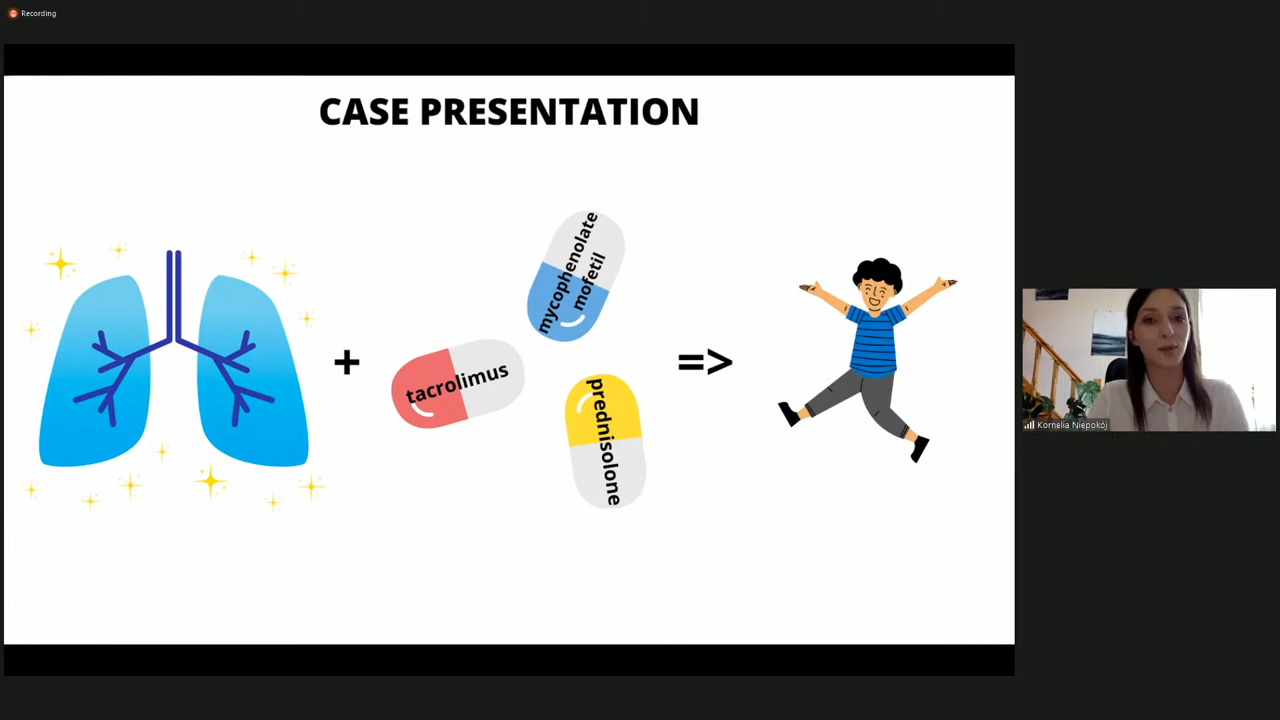 Recording
CASE PRESENTATION
mycophenolate
mofetil
+
=>
tacrolimus
prednisolone
Kornelia Niepokój